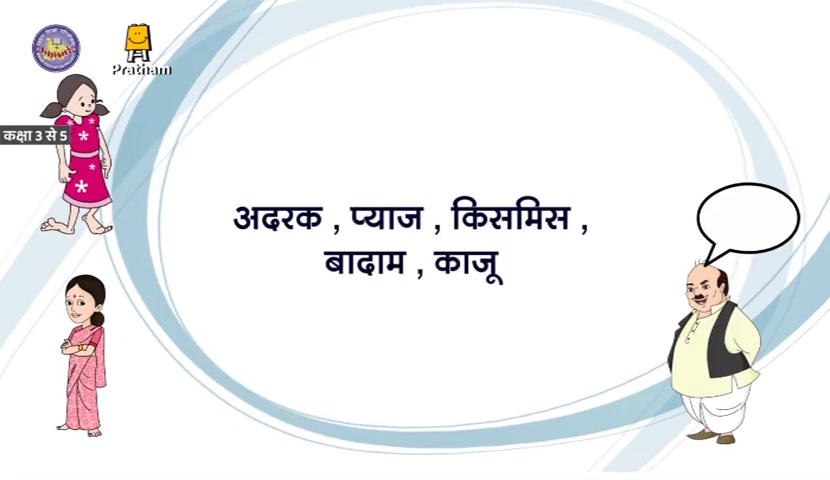 Pratham
कक्षा 3 से 5
अदरक , प्याज , किसमिस ,
बादाम , काजू